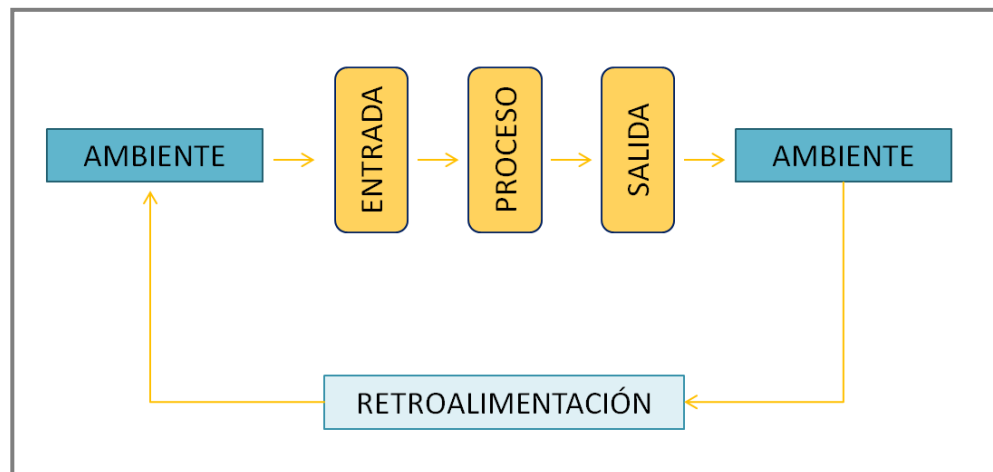 AMBIENTE
ENTRADA
PROCESO
SALIDA
AMBIENTE
RETROALIMENTACIÓN